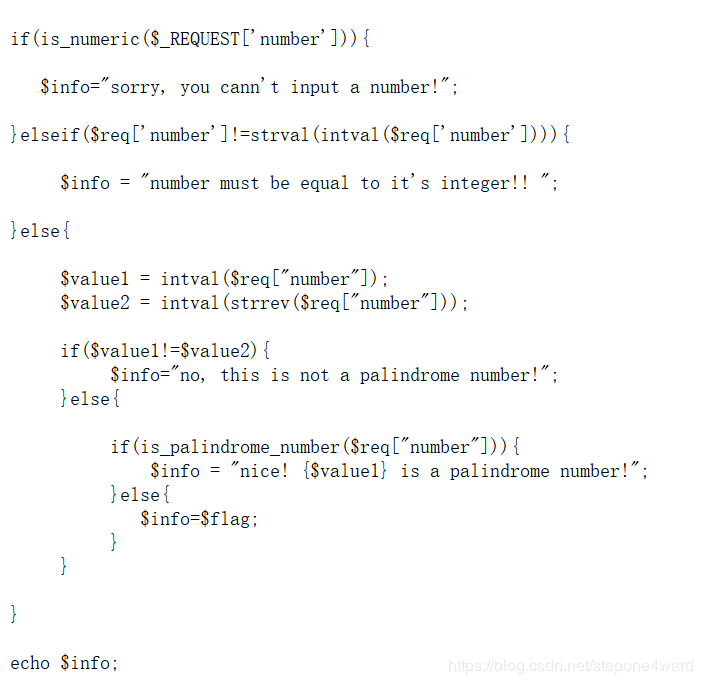 if(is_numeric($_REQUEST['number'])){
$info="sorry, you cann't input a number!";
}elseif($req['number']!=strval(intval($req['number']))){
$info = "number must be equal to it's integer!! ";
}else{
$value1 = intval($req["number"]);
$value2 = intval(strrev($req["number"]));
if($value1!=$value2){
$info="no, this is not a palindrome number!";
}else{
if(is_palindrome_number($req["number"])){
$info = "nice! {$value1} is a palindrome number!";
}else{
$info=$flag;
}
}
}
echo $info;
https://blog.csdn.net/stepone4ward